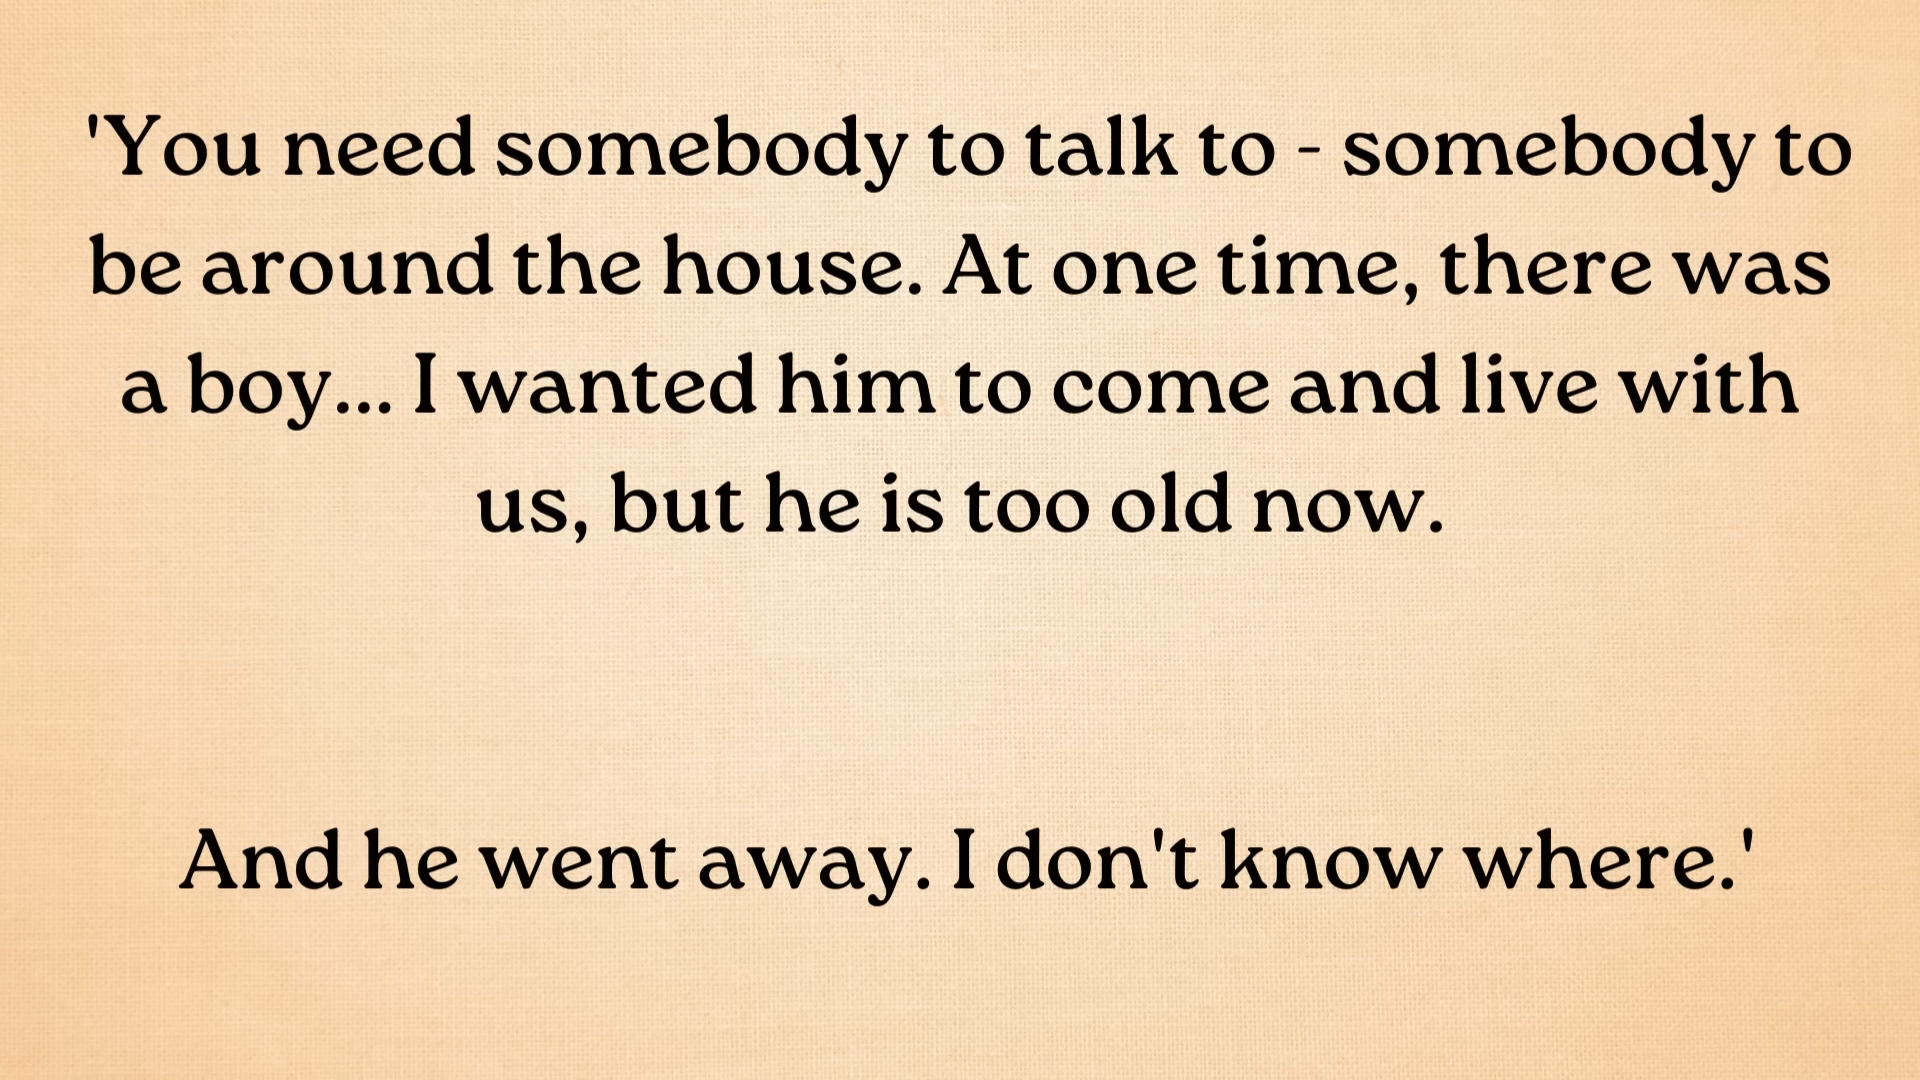 'You need somebody to talk to - somebody to
be around the house. At one time, there was
a boy... I wanted him to come and live with
us, but he is too old now.
And he went away. I don't know where.'